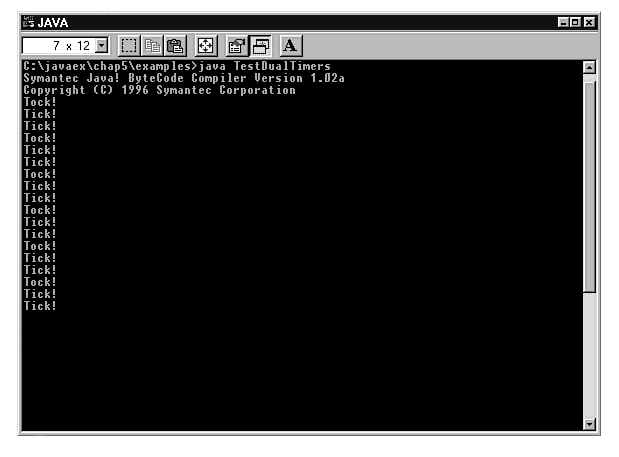 JAVA
7 x 12
A
C:\javaex\chap5\examples>java TestDualTimers
Symantec Java! ByteCode Compiler Version 1.02a
Copyright (C) 1996 Symantec Corporation
Tock!
Tick!
Tick!
Tock!
Tick!
Tick!
Tock!
Tick!
Tick!
Tock!
Tick!
Tick!
Tock!
Tick!
Tick!
Tock!
Tick!
Tick!